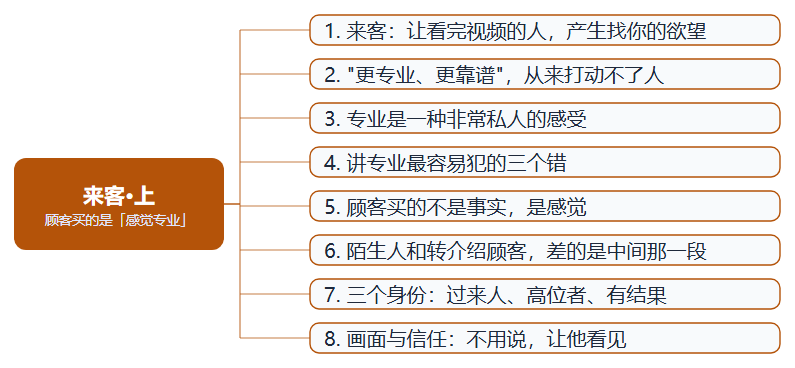 来客·上
顾客买的是「感觉专业」
1. 来客：让看完视频的人，产生找你的欲望
2. "更专业、更靠谱"，从来打动不了人
3. 专业是一种非常私人的感受
4. 讲专业最容易犯的三个错
5. 顾客买的不是事实，是感觉
6. 陌生人和转介绍顾客，差的是中间那一段
7. 三个身份：过来人、高位者、有结果
8. 画面与信任：不用说，让他看见